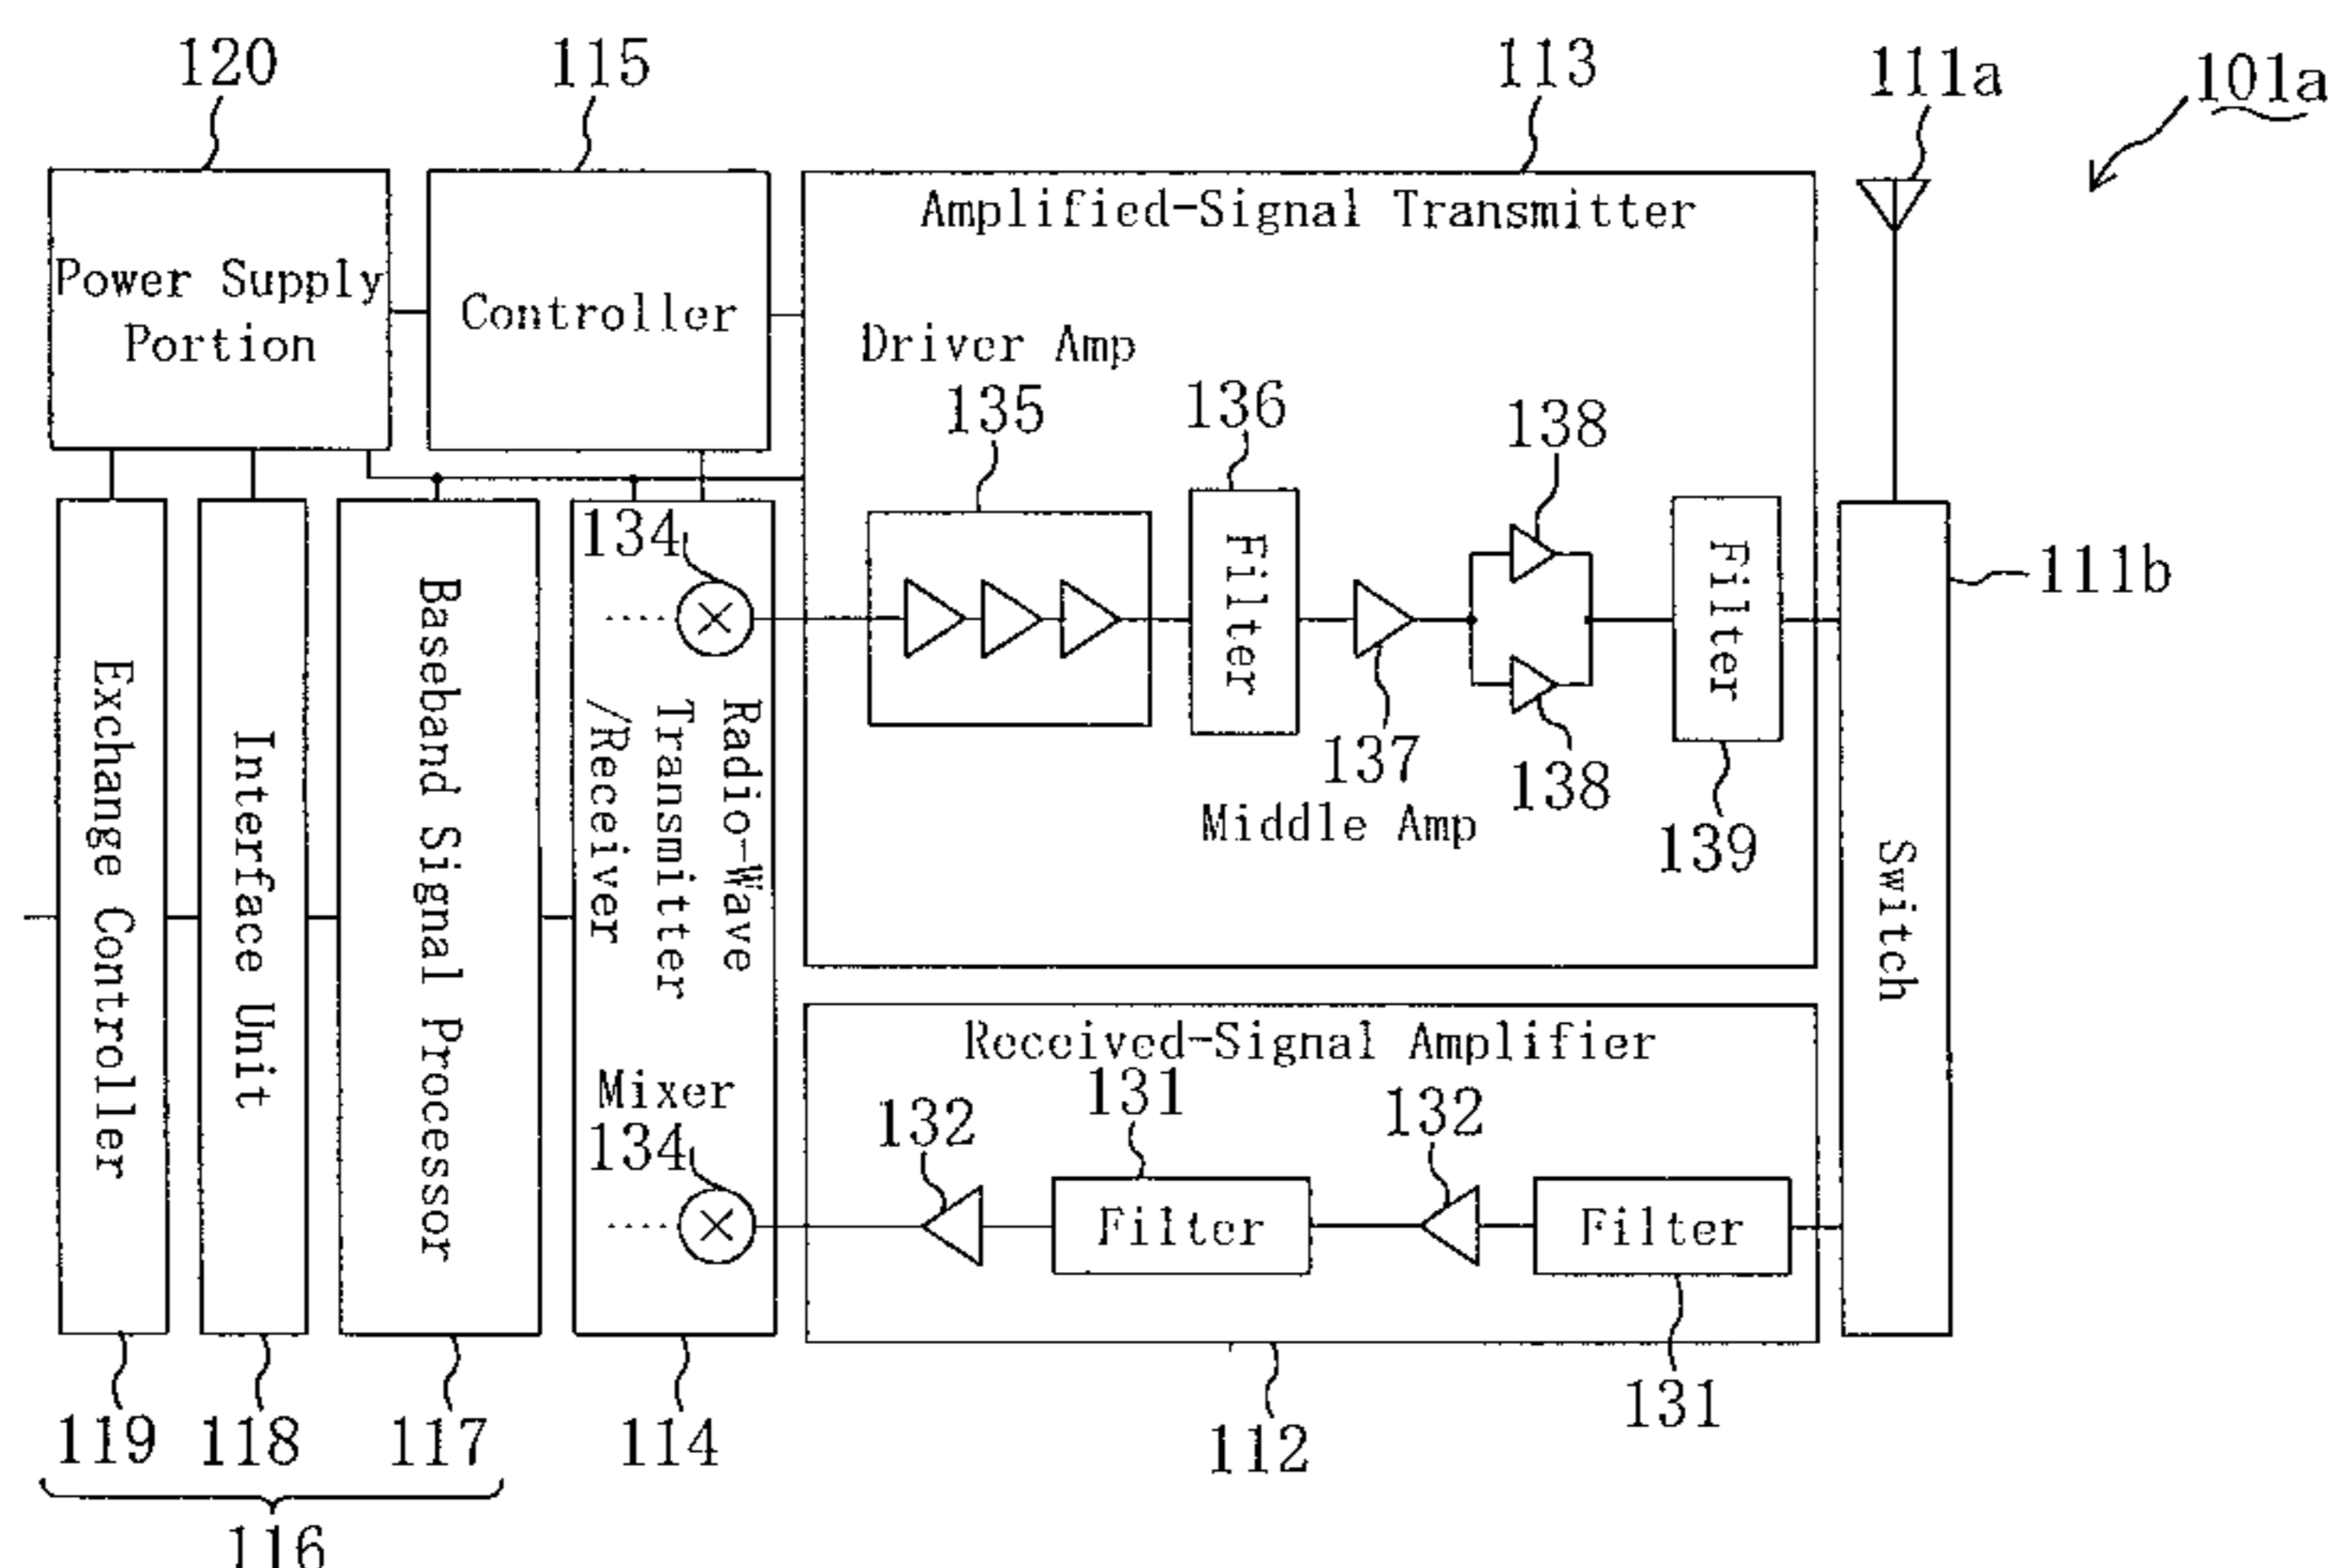 120
115
113
111a
101a
Power Supply
Portion
Controller
Amplified-Signal Transmitter
Driver Amp
135
136
138
134
Filter
Filter
111b
137
Middle Amp
138
139
Exchange Controller
Interface Unit
Baseband Signal Processor
Radio-Wave
Transmitter
/Receiver
Switch
Received-Signal Amplifier
Mixer
134
132
131
132
Filter
Filter
131
119
118
117
114
112
116